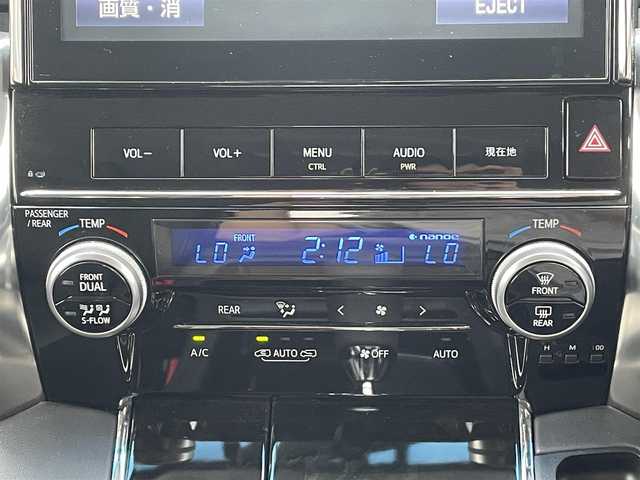 画質・消
EJECT
VOL−
VOL+
MENU
CTRL
AUDIO
PWR
現在地
PASSENGER
/REAR
TEMP
LO
FRONT
2:12
nanoe
LO
TEMP
FRONT
DUAL
S-FLOW
REAR
FRONT
REAR
A/C
AUTO
OFF
AUTO
H
M
:00